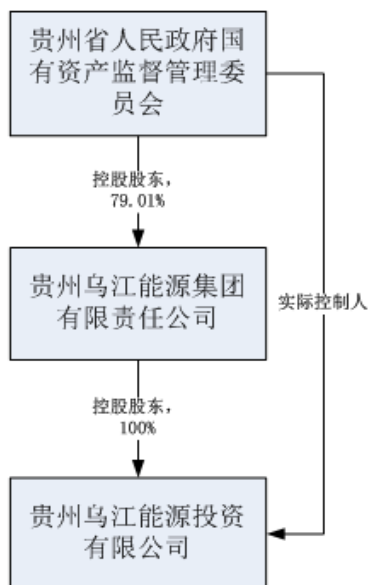 贵州省人民政府国
有资产监督管理委
员会
控股股东，
79.01%
贵州乌江能源集团
有限责任公司
实际控制人
控股股东，
100%
贵州乌江能源投资
有限公司